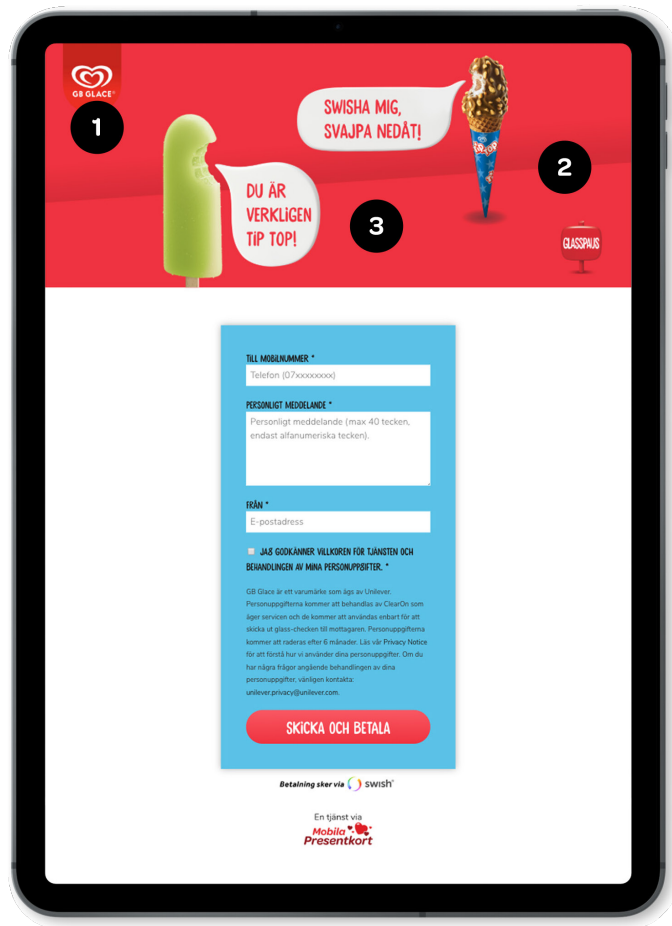 GB GLACE®
1
SWISHA MIG,
SVAJPA NEDÅT!
2
DU ÄR
VERKLIGEN
TIP TOP!
3
GLASSPAUS
TILL MOBILNUMMER *
Telefon (07xxxxxxxx)
PERSONLIGT MEDDELANDE *
Personligt meddelande (max 40 tecken,
endast alfanumeriska tecken).
FRÅN *
E-postadress
JAG GODKÄNNER VILLKOREN FÖR TJÄNSTEN OCH
BEHANDLINGEN AV MINA PERSONUPPGIFTER. *
GB Glace är ett varumärke som ägs av Unilever.
Personuppgifterna kommer att behandlas av ClearOn som
äger servicen och de kommer att användas enbart för att
skicka ut glass-checken till mottagaren. Personuppgifterna
kommer att raderas efter 6 månader. Läs vår Privacy Notice
för att förstå hur vi använder dina personuppgifter. Om du
har några frågor angående behandlingen av dina
personuppgifter, vänligen kontakta:
unilever.privacy@unilever.com.
SKICKA OCH BETALA
Betalning sker via swish®
En tjänst via
Mobila
Presentkort